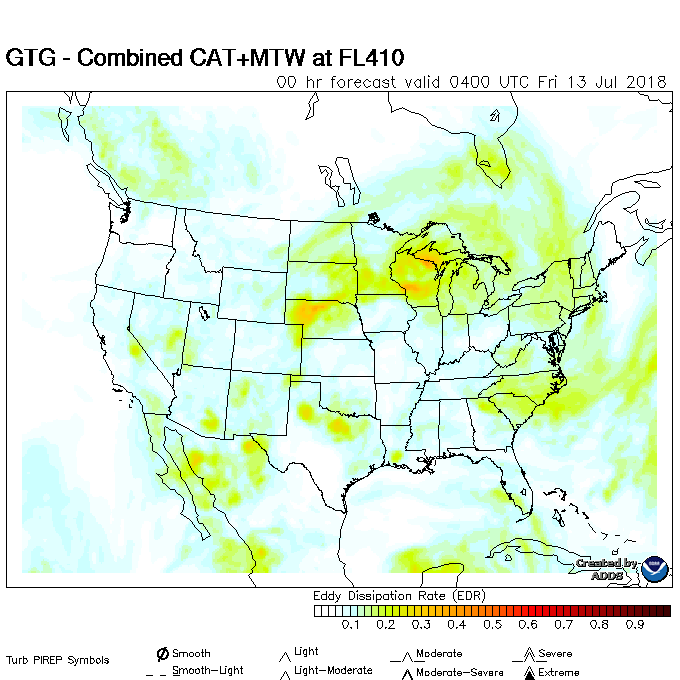 GTG - Combined CAT+MTW at FL410
00 hr forecast valid 0400 UTC Fri 13 Jul 2018
Created by
ADDS
Eddy Dissipation Rate (EDR)
0.1 0.2 0.3 0.4 0.5 0.6 0.7 0.8 0.9
Turb PIREP Symbols
Smooth Light Moderate Severe
Smooth-Light Light-Moderate Moderate-Severe Extreme